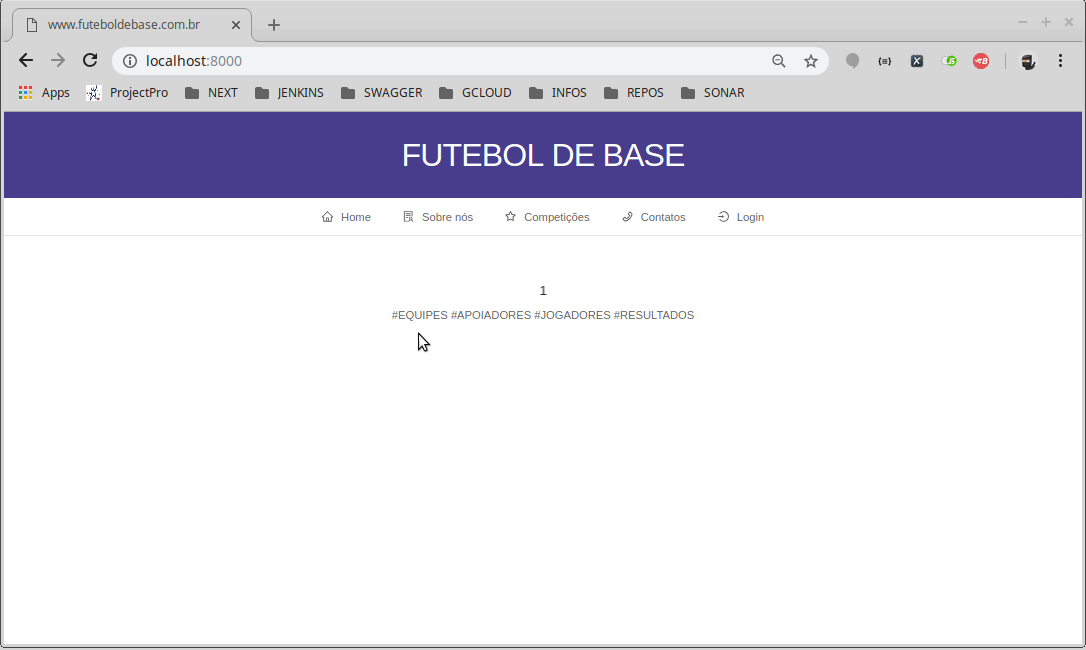 www.futeboldebase.com.br
localhost:8000
Apps ProjectPro NEXT JENKINS SWAGGER GCLOUD INFOS REPOS SONAR
FUTEBOL DE BASE
Home Sobre nós Competições Contatos Login
1
#EQUIPES #APOIADORES #JOGADORES #RESULTADOS